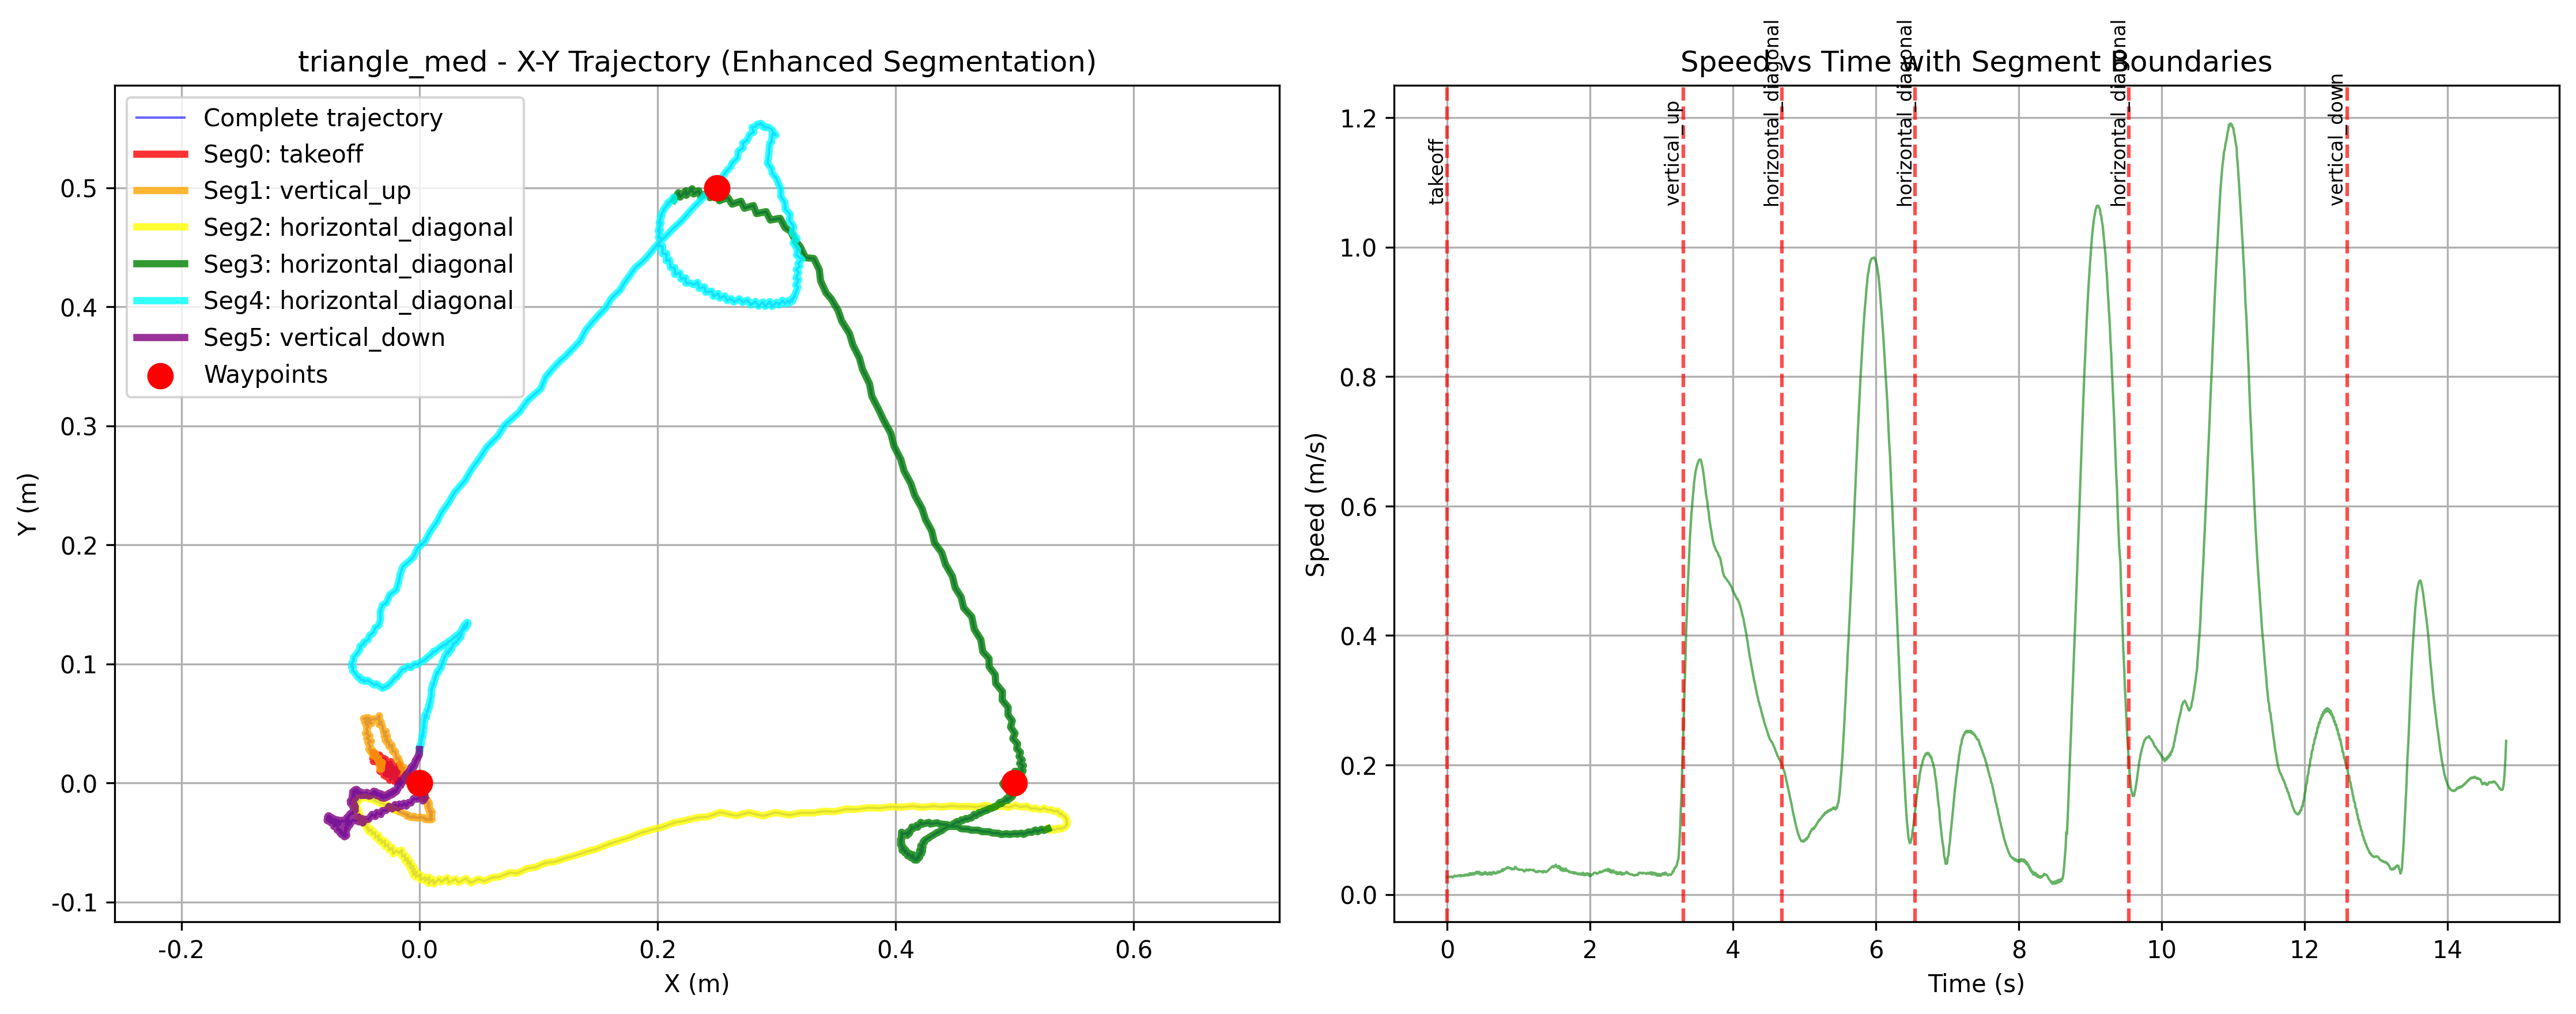 triangle_med - X-Y Trajectory (Enhanced Segmentation)
Complete trajectory
Seg0: takeoff
Seg1: vertical_up
Seg2: horizontal_diagonal
Seg3: horizontal_diagonal
Seg4: horizontal_diagonal
Seg5: vertical_down
Waypoints
Y (m)
0.5
0.4
0.3
0.2
0.1
0.0
-0.1
-0.2
0.0
0.2
0.4
0.6
X (m)
Speed vs Time with Segment Boundaries
takeoff
vertical_up
horizontal_diagonal
horizontal_diagonal
horizontal_diagonal
vertical_down
Speed (m/s)
1.2
1.0
0.8
0.6
0.4
0.2
0.0
0
2
4
6
8
10
12
14
Time (s)